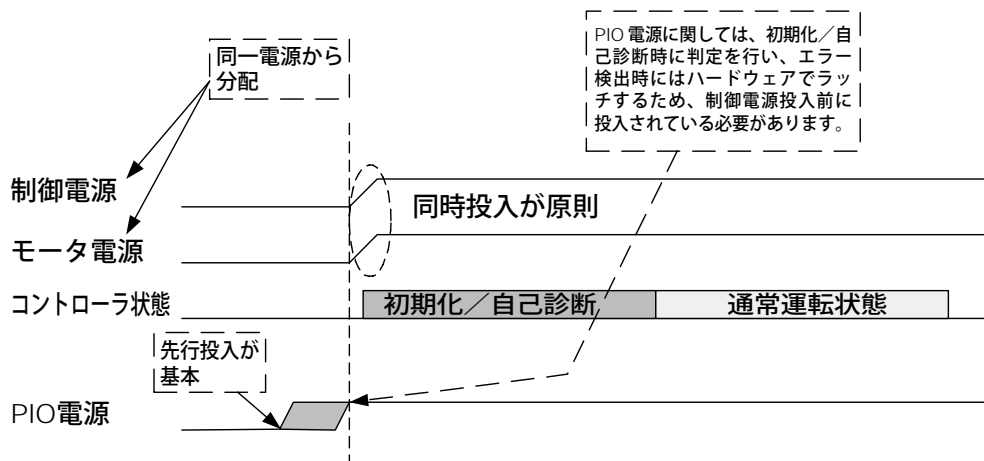 同一電源から
分配
PIO 電源に関しては、初期化／自
己診断時に判定を行い、エラー
検出時にはハードウェアでラッ
チするため、制御電源投入前に
投入されている必要があります。
制御電源
同時投入が原則
モータ電源
コントローラ状態
初期化／自己診断
通常運転状態
先行投入が
基本
PIO電源